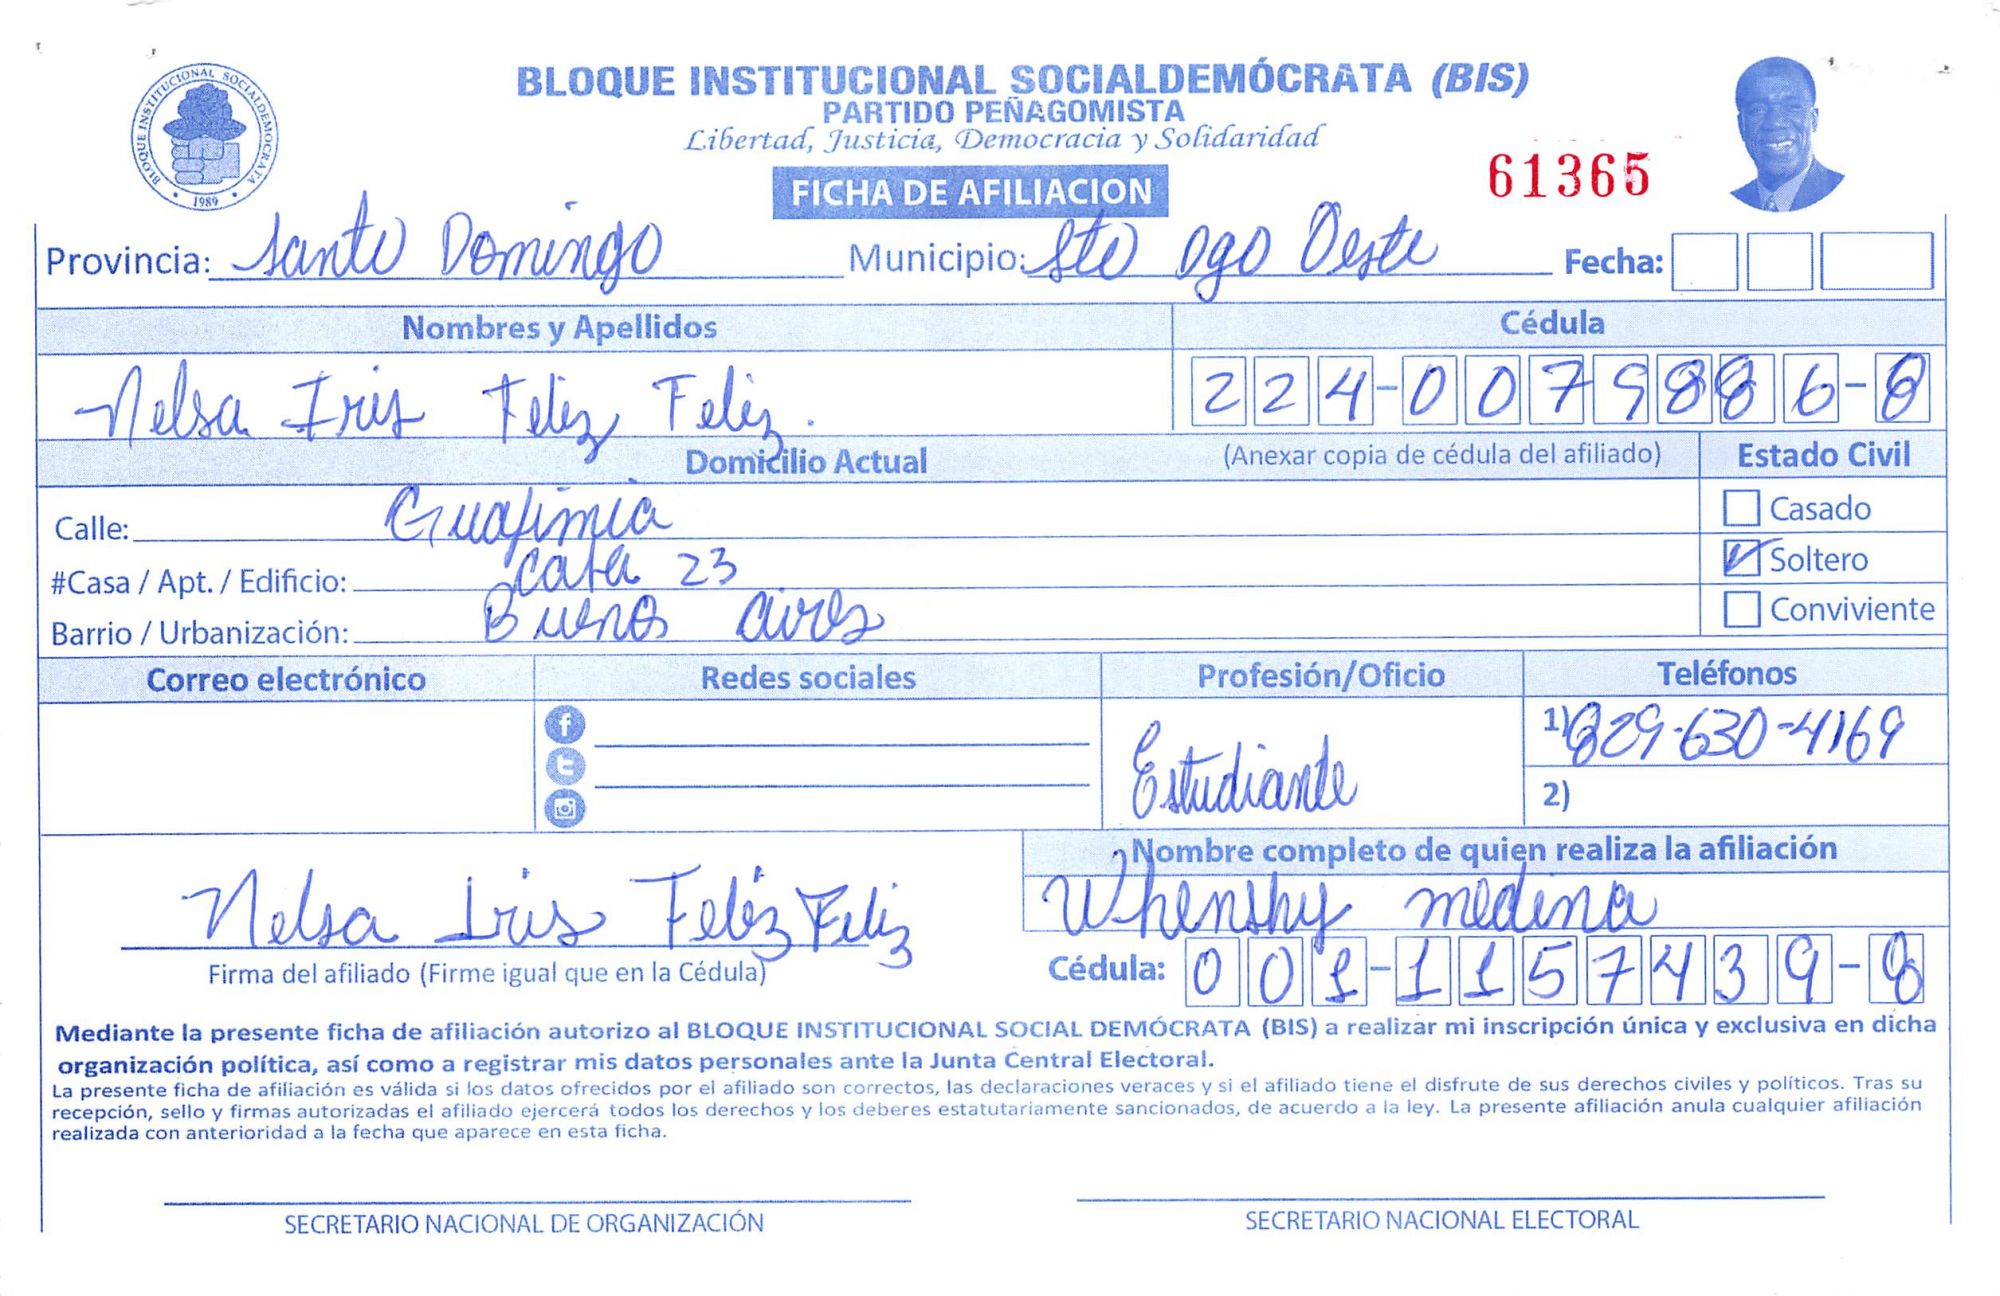 BLOQUE INSTITUCIONAL SOCIALDEMOCRATA
1989
BLOQUE INSTITUCIONAL SOCIALDEMÓCRATA (BIS)
PARTIDO PEÑAGOMISTA
Libertad, Justicia, Democracia y Solidaridad
FICHA DE AFILIACION
61365
Provincia: Santo Domingo Municipio: Sto Dgo Oeste Fecha:
Nombres y Apellidos Cédula
Nelsa Iris Feliz Feliz. 224-0079886-8
Domicilio Actual (Anexar copia de cédula del afiliado) Estado Civil
Calle: Casado
#Casa / Apt. / Edificio: casa 23 Soltero
Barrio / Urbanización: Buenos aires Conviviente
Correo electrónico Redes sociales Profesión/Oficio Teléfonos
Estudiante 1) 829-630-4169
2)
Nombre completo de quien realiza la afiliación
Whenshy medina
Nelsa Iris Feliz Feliz
Firma del afiliado (Firme igual que en la Cédula) Cédula: 001-1157439-8
Mediante la presente ficha de afiliación autorizo al BLOQUE INSTITUCIONAL SOCIAL DEMÓCRATA (BIS) a realizar mi inscripción única y exclusiva en dicha
organización política, así como a registrar mis datos personales ante la Junta Central Electoral.
La presente ficha de afiliación es válida si los datos ofrecidos por el afiliado son correctos, las declaraciones veraces y si el afiliado tiene el disfrute de sus derechos civiles y políticos. Tras su
recepción, sello y firmas autorizadas el afiliado ejercerá todos los derechos y los deberes estatutariamente sancionados, de acuerdo a la ley. La presente afiliación anula cualquier afiliación
realizada con anterioridad a la fecha que aparece en esta ficha.
SECRETARIO NACIONAL DE ORGANIZACIÓN SECRETARIO NACIONAL ELECTORAL